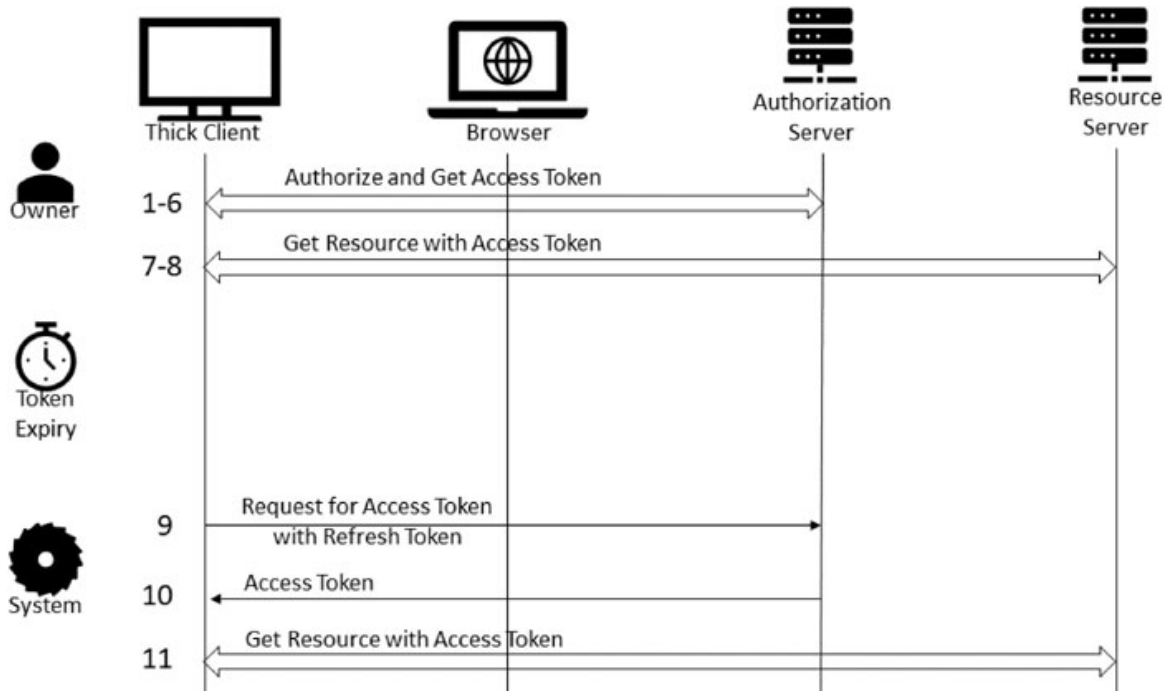 Thick Client
Browser
Authorization
Server
Resource
Server
Owner
1-6
Authorize and Get Access Token
7-8
Get Resource with Access Token
Token
Expiry
System
9
Request for Access Token
with Refresh Token
10
Access Token
11
Get Resource with Access Token